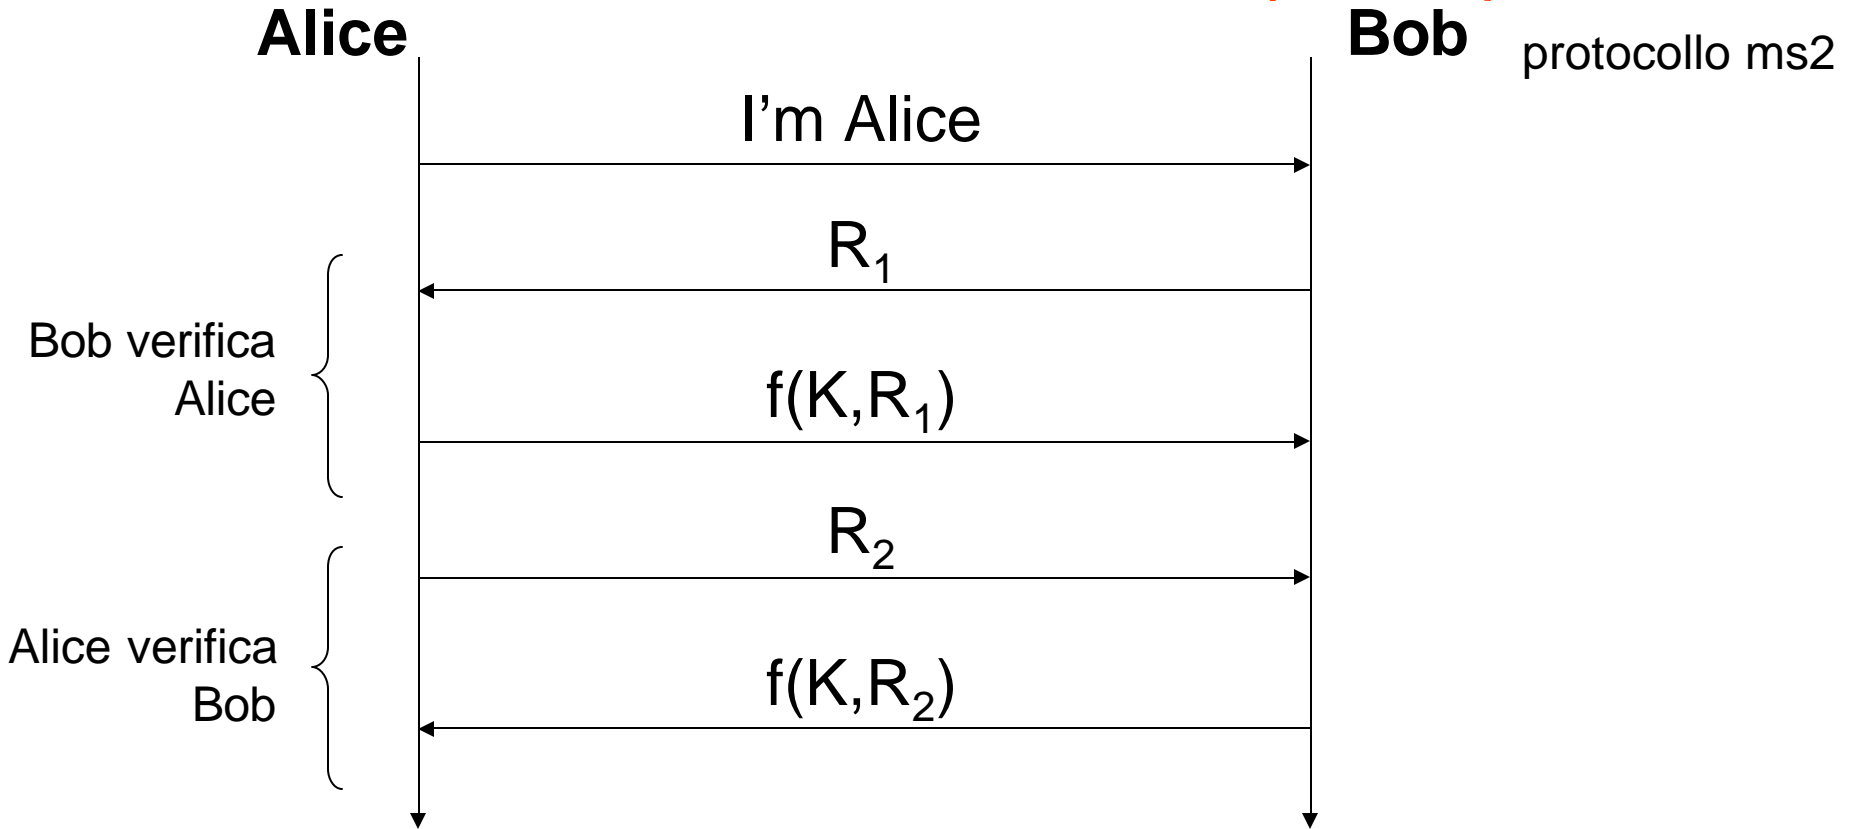 Alice
Bob
protocollo ms2
I'm Alice
R₁
Bob verifica
Alice
f(K,R₁)
R₂
Alice verifica
Bob
f(K,R₂)